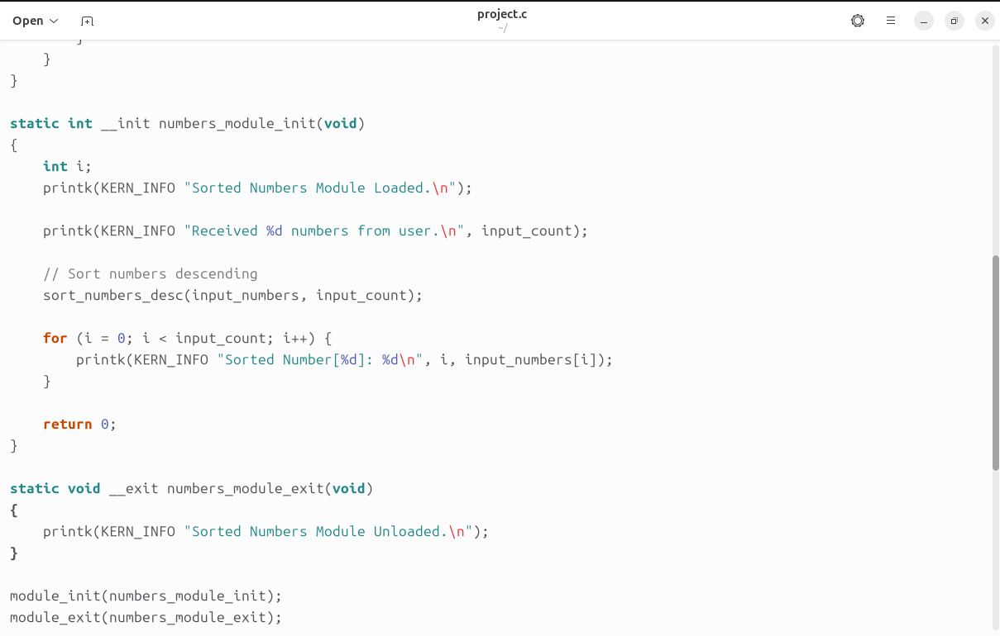 Open
project.c
~/
}
    }
}

static int __init numbers_module_init(void)
{
    int i;
    printk(KERN_INFO "Sorted Numbers Module Loaded.\n");

    printk(KERN_INFO "Received %d numbers from user.\n", input_count);

    // Sort numbers descending
    sort_numbers_desc(input_numbers, input_count);

    for (i = 0; i < input_count; i++) {
        printk(KERN_INFO "Sorted Number[%d]: %d\n", i, input_numbers[i]);
    }

    return 0;
}

static void __exit numbers_module_exit(void)
{
    printk(KERN_INFO "Sorted Numbers Module Unloaded.\n");
}

module_init(numbers_module_init);
module_exit(numbers_module_exit);